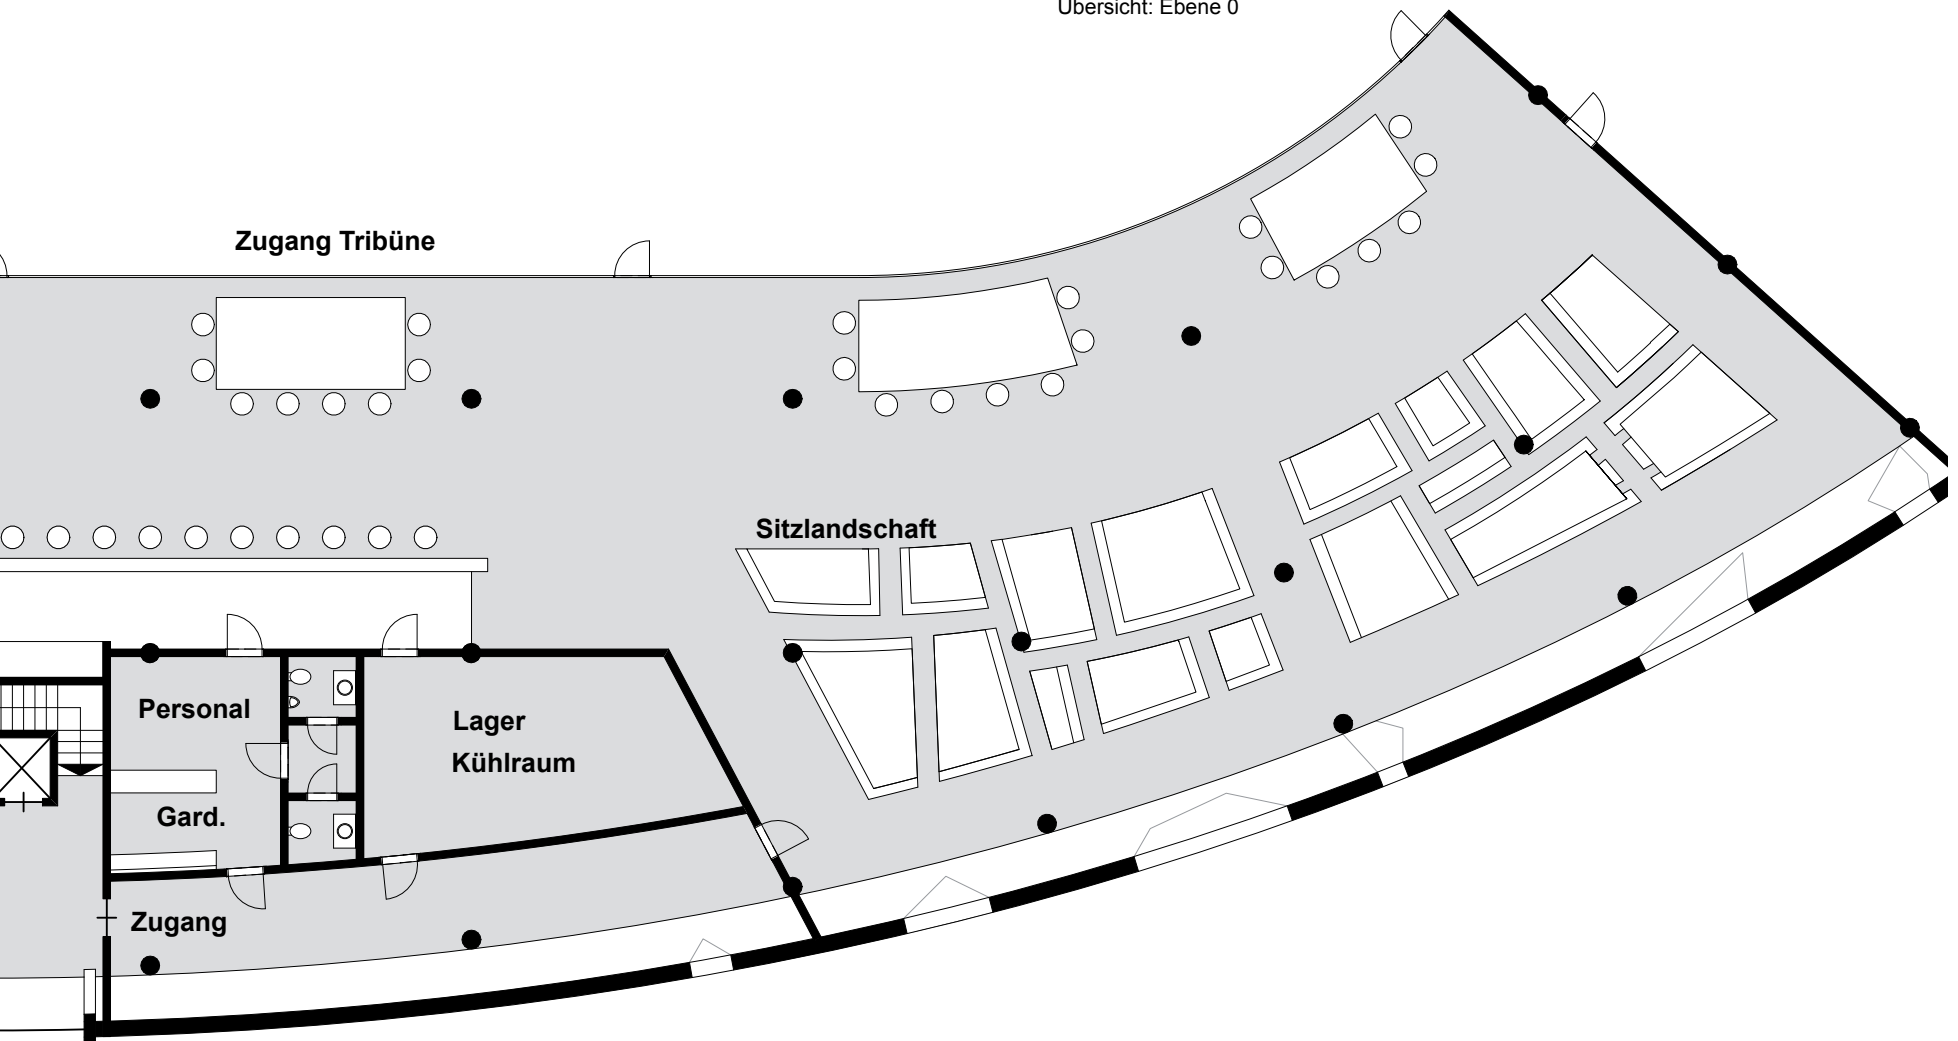 Übersicht: Ebene 0
Zugang Tribüne
Sitzlandschaft
Personal
Lager
Kühlraum
Gard.
Zugang